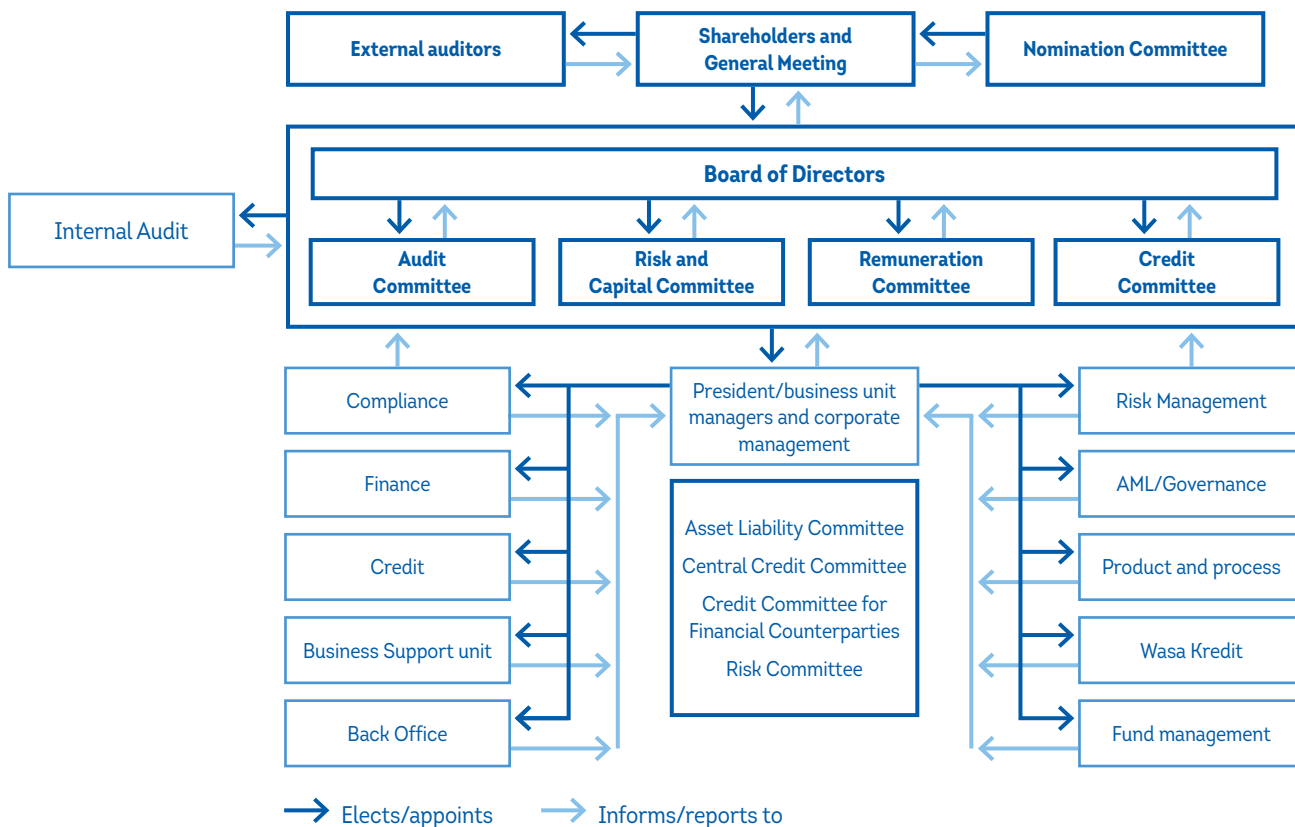 External auditors
Shareholders and
General Meeting
Nomination Committee
Board of Directors
Internal Audit
Audit
Committee
Risk and
Capital Committee
Remuneration
Committee
Credit
Committee
Compliance
President/business unit
managers and corporate
management
Risk Management
Finance
AML/Governance
Asset Liability Committee
Central Credit Committee
Credit Committee for
Financial Counterparties
Risk Committee
Credit
Product and process
Business Support unit
Wasa Kredit
Back Office
Fund management
Elects/appoints
Informs/reports to